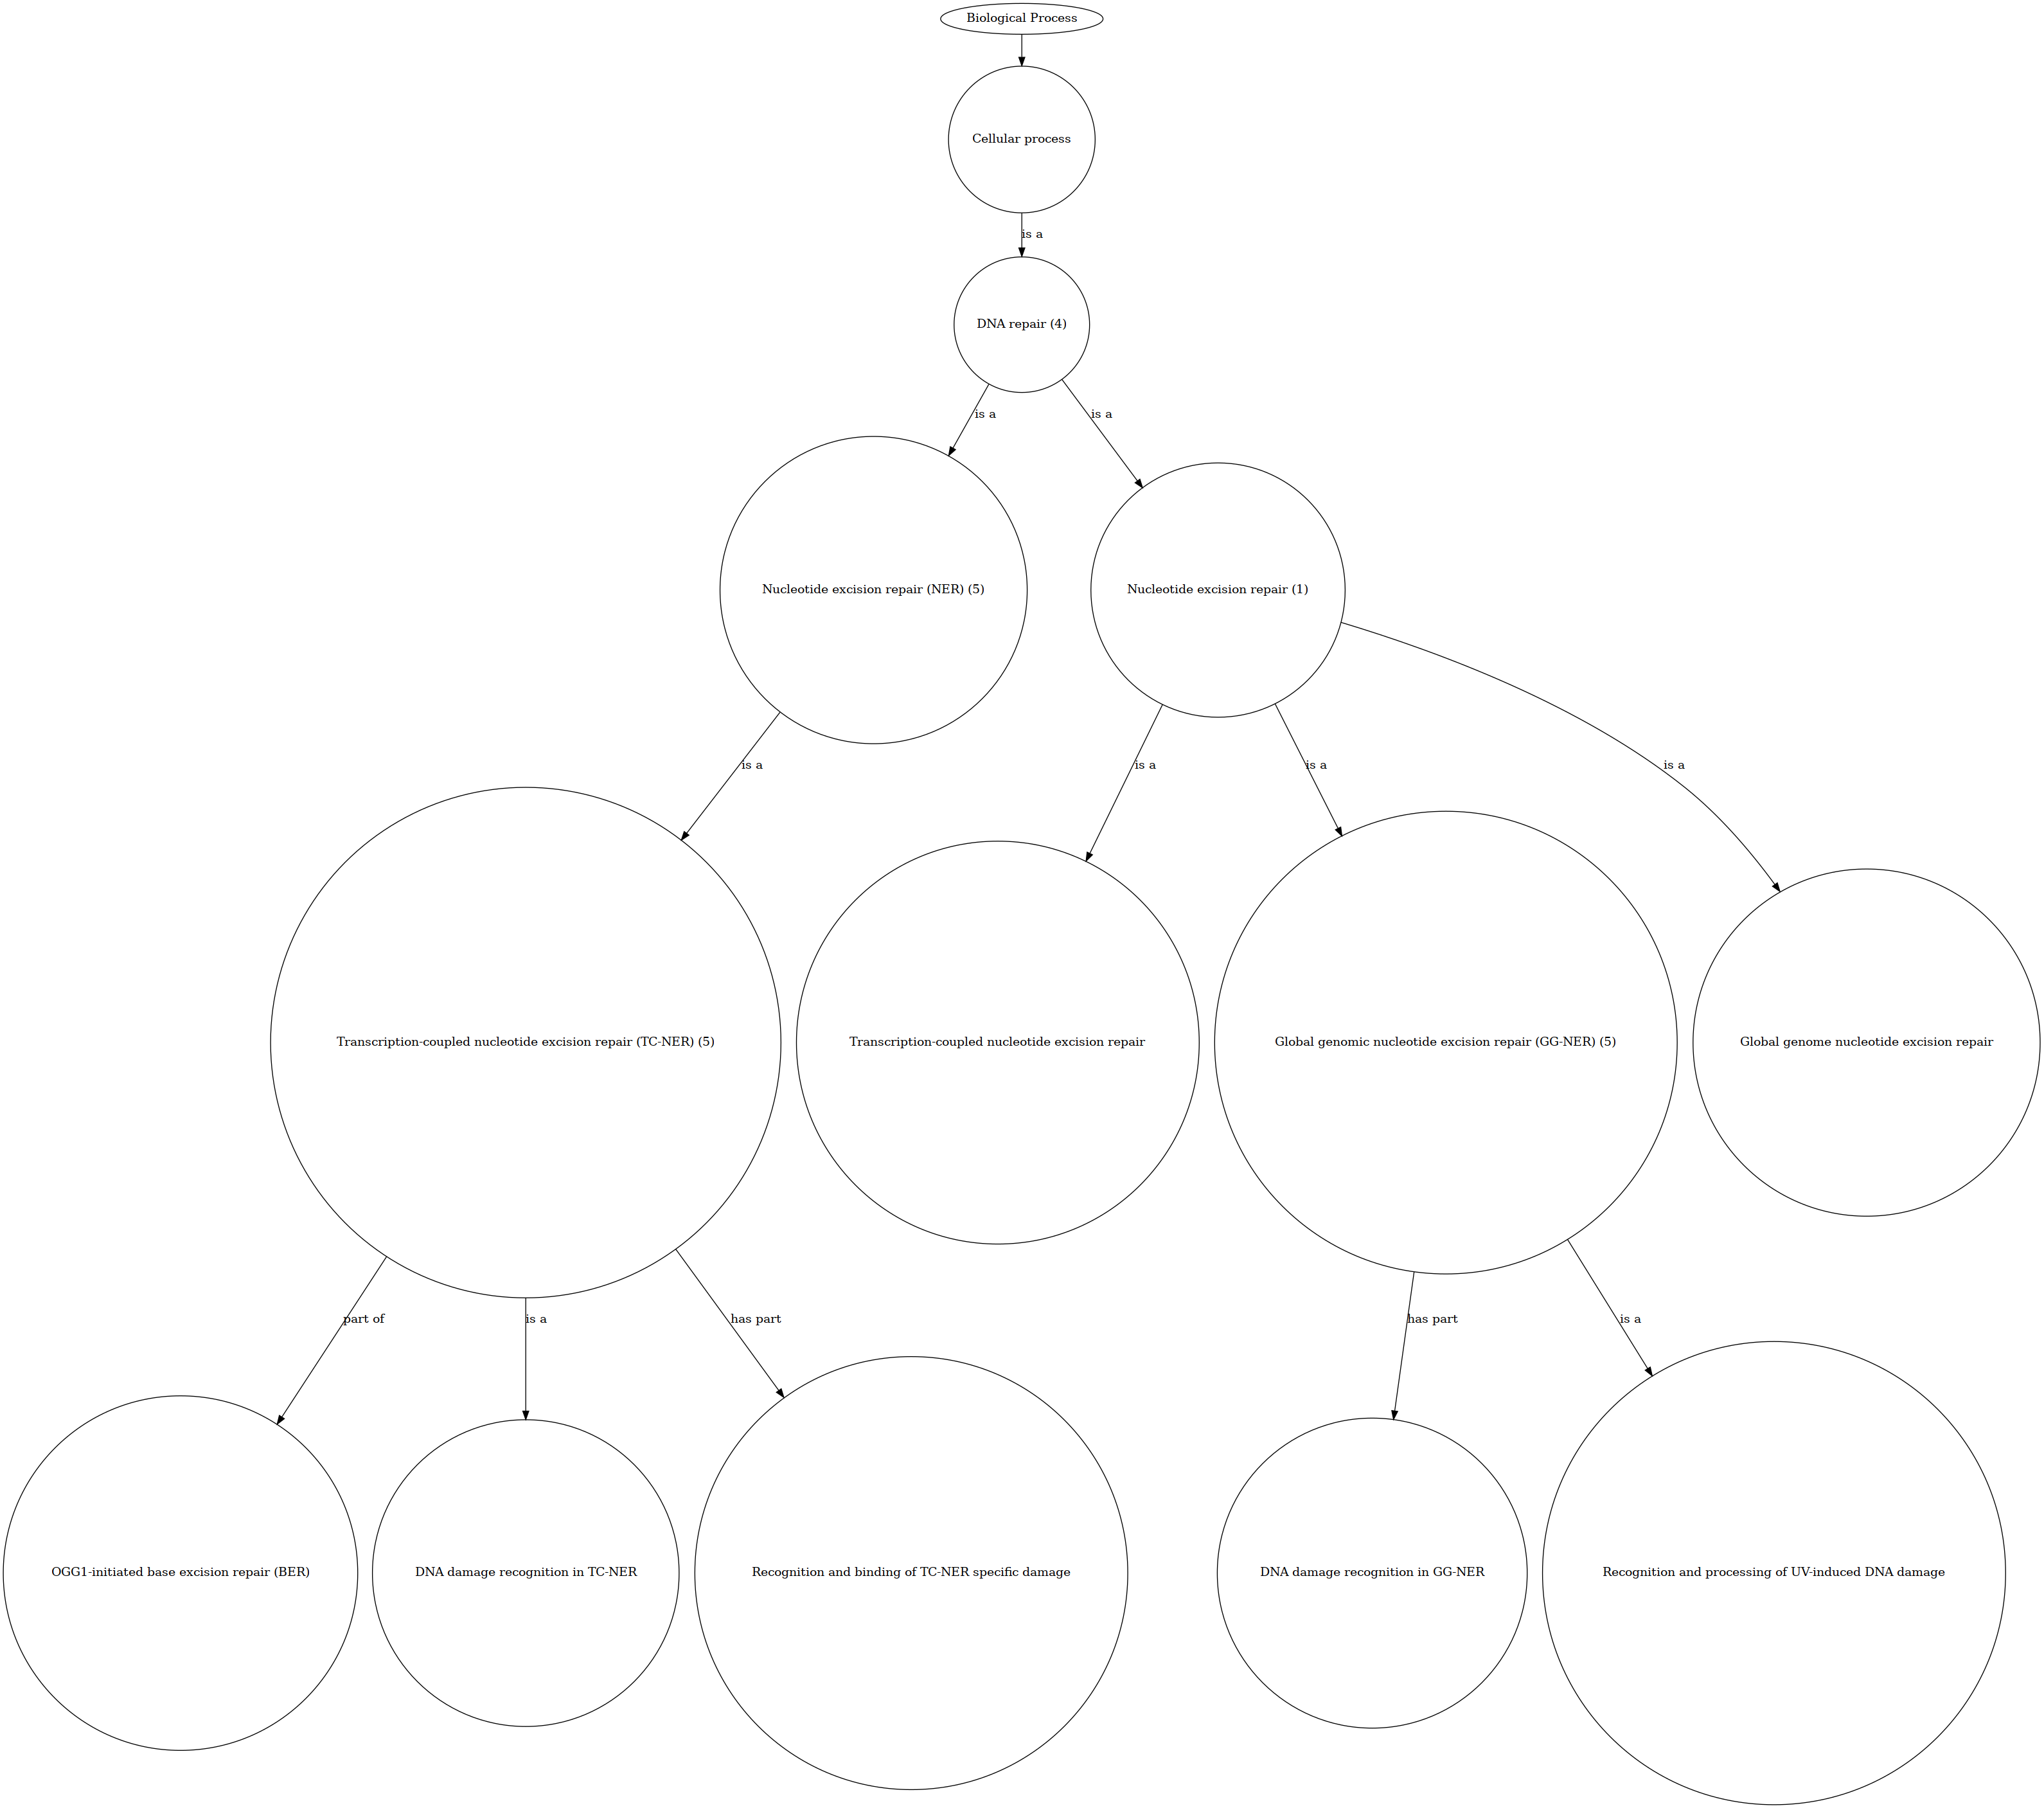 Biological Process
Cellular process
is a
DNA repair (4)
is a
is a
Nucleotide excision repair (NER) (5)
Nucleotide excision repair (1)
is a
is a
is a
is a
Transcription-coupled nucleotide excision repair (TC-NER) (5)
Transcription-coupled nucleotide excision repair
Global genomic nucleotide excision repair (GG-NER) (5)
Global genome nucleotide excision repair
part of
is a
has part
has part
is a
OGG1-initiated base excision repair (BER)
DNA damage recognition in TC-NER
Recognition and binding of TC-NER specific damage
DNA damage recognition in GG-NER
Recognition and processing of UV-induced DNA damage